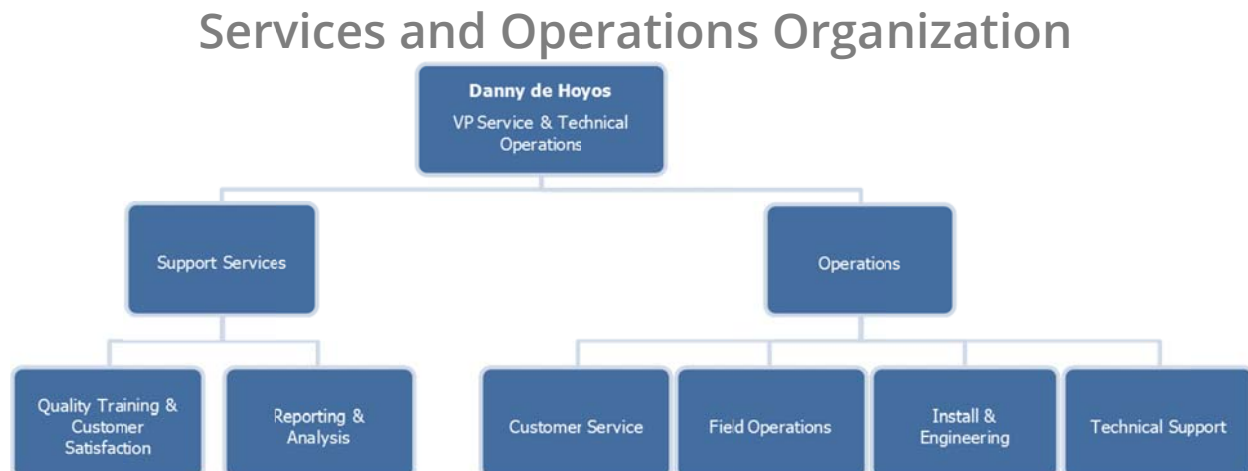 Services and Operations Organization
Danny de Hoyos
VP Service & Technical
Operations
Support Services
Operations
Quality Training &
Customer
Satisfaction
Reporting &
Analysis
Customer Service
Field Operations
Install &
Engineering
Technical Support